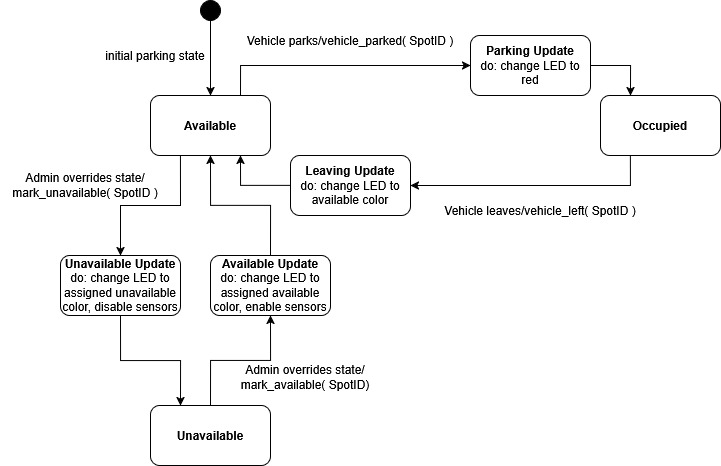 Vehicle parks/vehicle_parked( SpotID )
initial parking state
Parking Update
do: change LED to
red
Available
Occupied
Leaving Update
do: change LED to
available color
Admin overrides state/
mark_unavailable( SpotID )
Vehicle leaves/vehicle_left( SpotID )
Unavailable Update
do: change LED to
assigned unavailable
color, disable sensors
Available Update
do: change LED to
assigned available
color, enable sensors
Admin overrides state/
mark_available( SpotID)
Unavailable